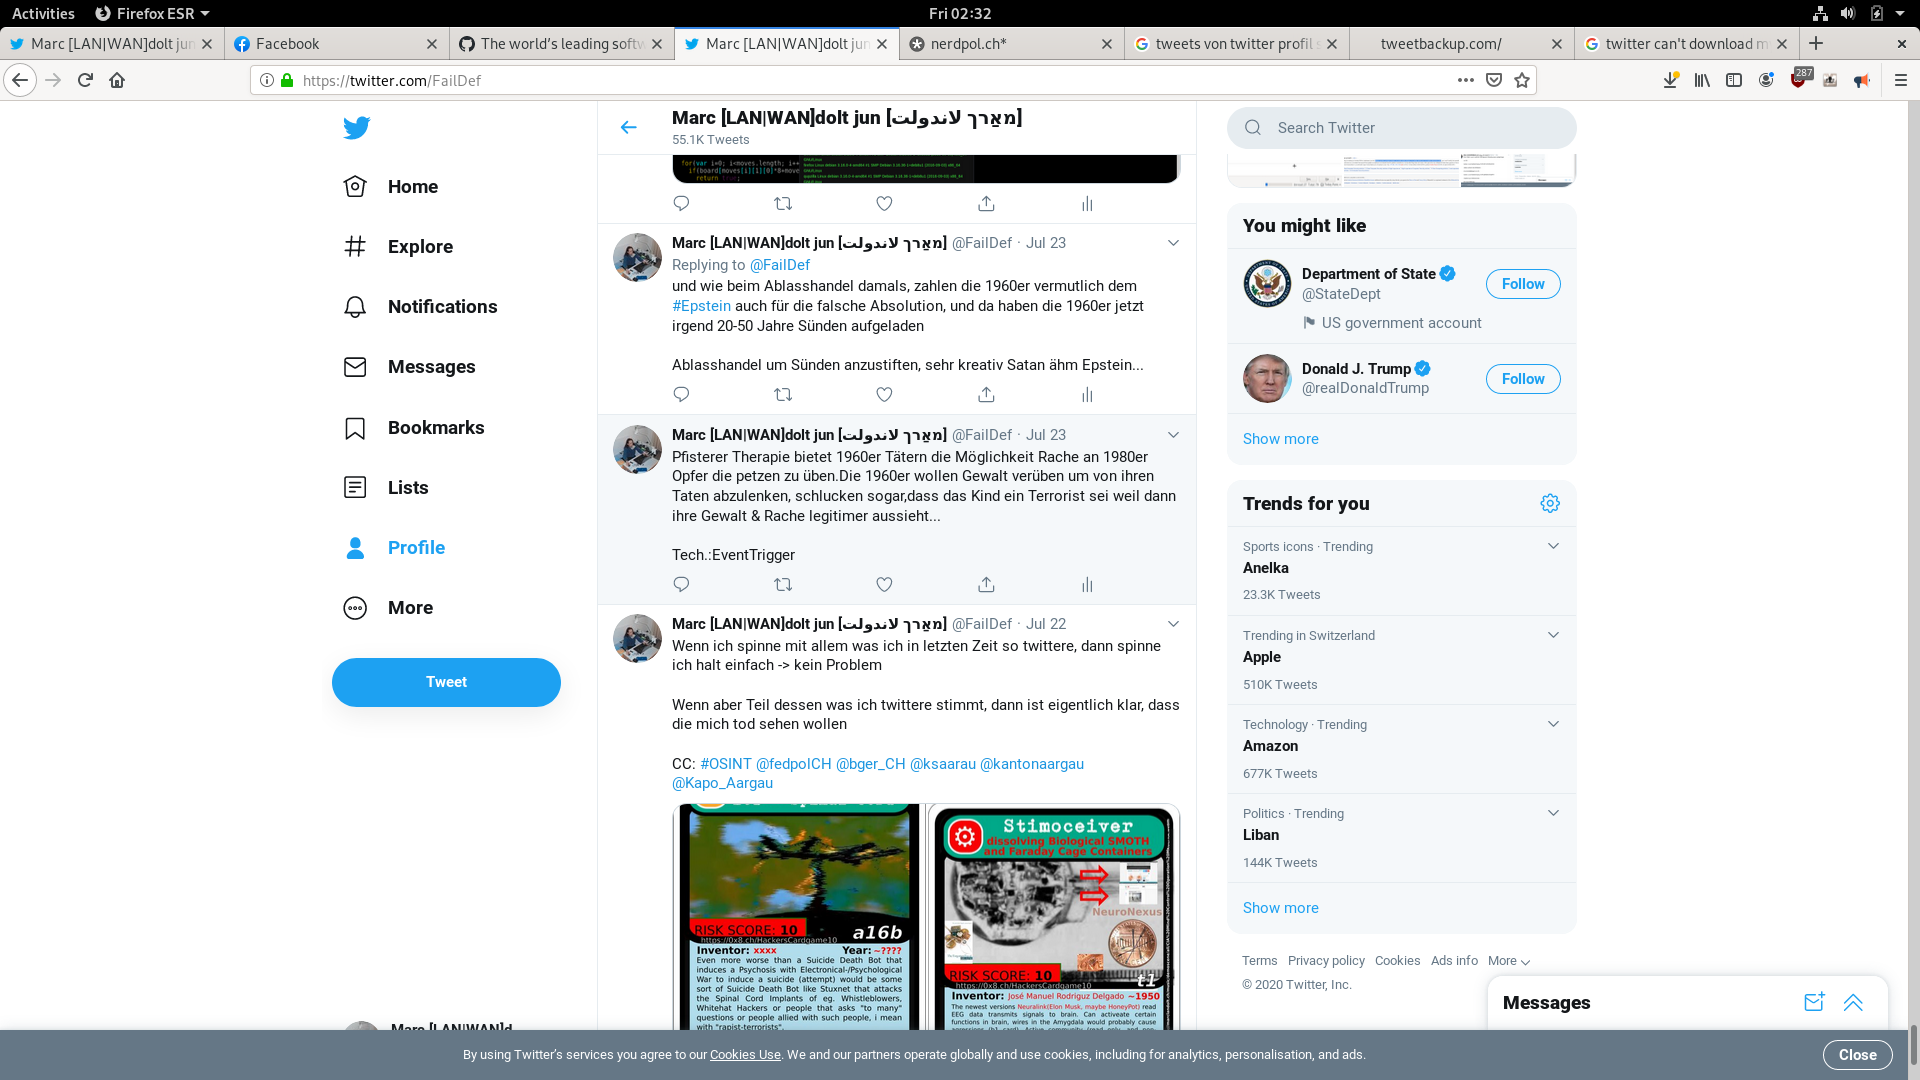 Activities
Firefox ESR
Fri 02:32
Marc [LAN|WAN]dolt jun
Facebook
The world's leading softw
Marc [LAN|WAN]dolt jun
nerdpol.ch*
tweets von twitter profil s
tweetbackup.com/
twitter can't download m
https://twitter.com/FailDef
287
Home
Explore
Notifications
Messages
Bookmarks
Lists
Profile
More
Tweet
Marc [LAN|WAN]d
Marc [LAN|WAN]dolt jun [מאַרך לאנדולת]
55.1K Tweets
for(var i=0; i<moves.length; i++
return true;
Marc [LAN|WAN]dolt jun [מאַרך לאנדולת] @FailDef · Jul 23
Replying to @FailDef
und wie beim Ablasshandel damals, zahlen die 1960er vermutlich dem
#Epstein auch für die falsche Absolution, und da haben die 1960er jetzt
irgend 20-50 Jahre Sünden aufgeladen
Ablasshandel um Sünden anzustiften, sehr kreativ Satan ähm Epstein...
Marc [LAN|WAN]dolt jun [מאַרך לאנדולת] @FailDef · Jul 23
Pfisterer Therapie bietet 1960er Tätern die Möglichkeit Rache an 1980er
Opfer die petzen zu üben.Die 1960er wollen Gewalt verüben um von ihren
Taten abzulenken, schlucken sogar,dass das Kind ein Terrorist sei weil dann
ihre Gewalt & Rache legitimer aussieht...
Tech.:EventTrigger
Marc [LAN|WAN]dolt jun [מאַרך לאנדולת] @FailDef · Jul 22
Wenn ich spinne mit allem was ich in letzten Zeit so twittere, dann spinne
ich halt einfach -> kein Problem
Wenn aber Teil dessen was ich twittere stimmt, dann ist eigentlich klar, dass
die mich tod sehen wollen
CC: #OSINT @fedpolCH @bger_CH @ksaarau @kantonaargau
@Kapo_Aargau
RISK SCORE: 10
a16b
https://0x8.ch/HackersCardgame10
Inventor: xxxx Year: ~????
Even more worse than a Suicide Death Bot that
induces a Psychosis with Electronical-/Psychological
War to induce a suicide (attempt) would be some
sort of Suicide Death Bot like Stuxnet that attacks
the Spinal Cord Implants of eg. Whistleblowers,
Whitehat Hackers or people that asks "to many"
questions or people allied with such people, i mean
with "rapist-terrorists".
Stimoceiver
dissolving Biological SMOTH
and Faraday Cage Containers
NeuroNexus
RISK SCORE: 10
t1
https://0x8.ch/HackersCardgame10
Inventor: José Manuel Rodriguz Delgado ~1950
The newest versions Neuralink(Elon Musk, maybe HoneyPot) read
EEG data transmits signals to brain. Can activate certain
functions in brain, wires in the Amygdala would probably cause
Search Twitter
You might like
Department of State
@StateDept
US government account
Follow
Donald J. Trump
@realDonaldTrump
Follow
Show more
Trends for you
Sports icons · Trending
Anelka
23.3K Tweets
Trending in Switzerland
Apple
510K Tweets
Technology · Trending
Amazon
677K Tweets
Politics · Trending
Liban
144K Tweets
Show more
Terms Privacy policy Cookies Ads info More
© 2020 Twitter, Inc.
Messages
By using Twitter's services you agree to our Cookies Use. We and our partners operate globally and use cookies, including for analytics, personalisation, and ads.
Close